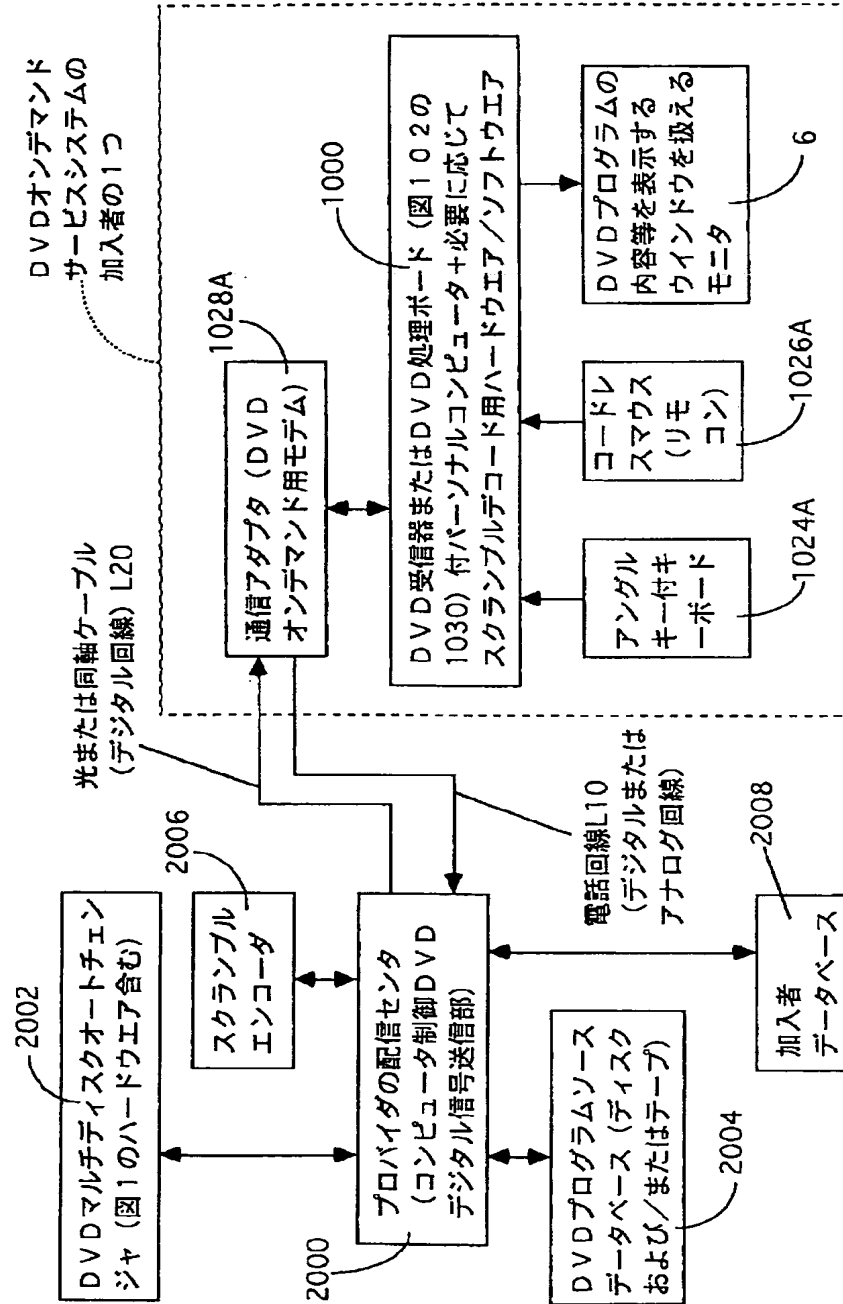 DVDオンデマンド
サービスシステムの
加入者の1つ
2002
DVDマルチディスクオートチェン
ジャ(図1のハードウエア含む)
2006
スクランブル
エンコーダ
光または同軸ケーブル
(デジタル回線)L20
1028A
通信アダプタ(DVD
オンデマンド用モデム)
2000
プロバイダの配信センタ
(コンピュータ制御DVD
デジタル信号送信部)
1000
DVD受信器またはDVD処理ボード(図102の
1030)付パーソナルコンピュータ+必要に応じて
スクランブルデコード用ハードウエア/ソフトウエア
電話回線L10
(デジタルまたは
アナログ回線)
DVDプログラムソース
データベース(ディスク
および/またはテープ)
2004
加入者
データベース
2008
アングル
キー付キ
ーボード
1024A
コードレ
スマウス
(リモ
コン)
1026A
DVDプログラムの
内容等を表示する
ウインドウを扱える
モニタ
6